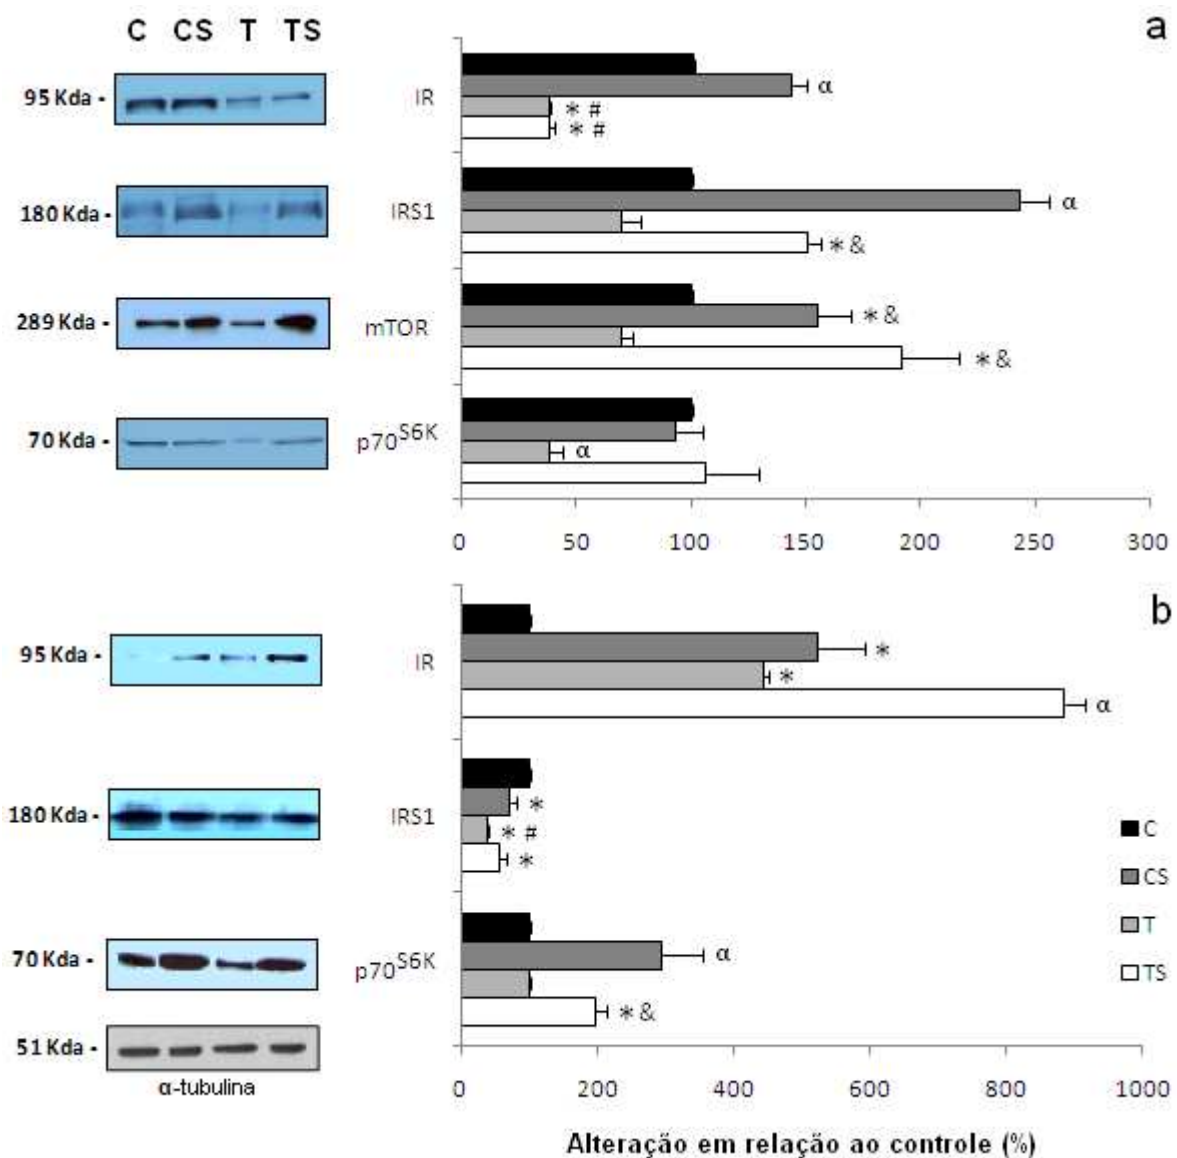 C CS T TS
a
95 Kda -
IR
α
* #
* #
180 Kda -
IRS1
α
* &
289 Kda -
mTOR
* &
* &
70 Kda -
p70S6K
α
0 50 100 150 200 250 300
b
95 Kda -
IR
*
*
α
180 Kda -
IRS1
*
* #
*
70 Kda -
p70S6K
α
* &
C
CS
T
TS
51 Kda -
α-tubulina
0 200 400 600 800 1000
Alteração em relação ao controle (%)